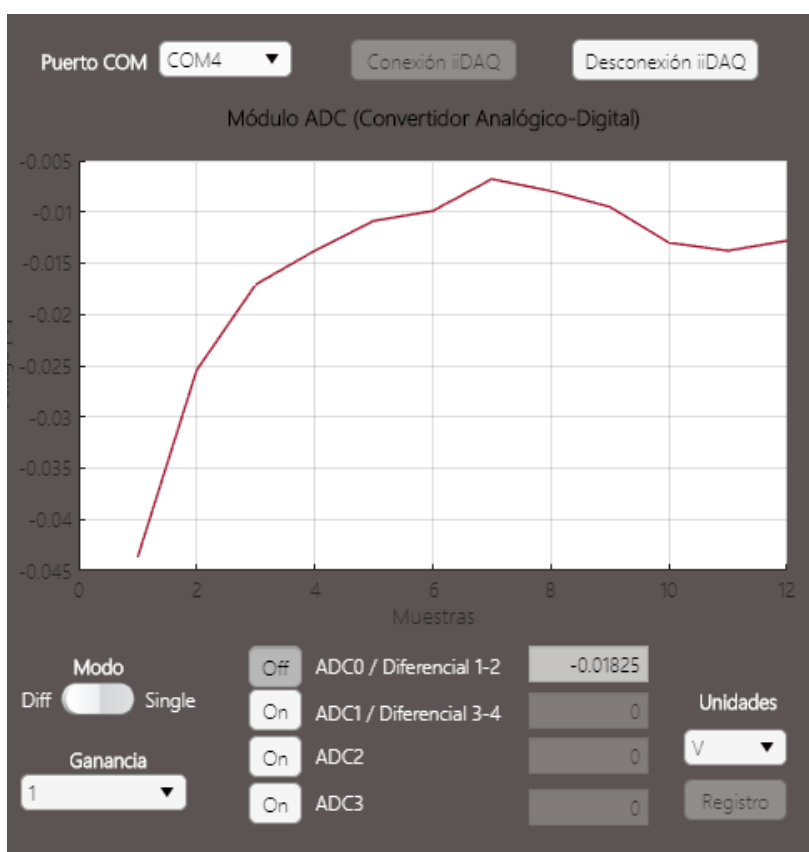 Puerto COM COM4 Conexión iiDAQ Desconexión iiDAQ
Módulo ADC (Convertidor Analógico-Digital)
-0.005
-0.01
-0.015
-0.02
-0.025
-0.03
-0.035
-0.04
-0.045
0 2 4 6 8 10 12
Muestras
Modo
Diff Single
Ganancia
1
Off ADC0 / Diferencial 1-2 -0.01825
On ADC1 / Diferencial 3-4 0
On ADC2 0
On ADC3 0
Unidades
V
Registro